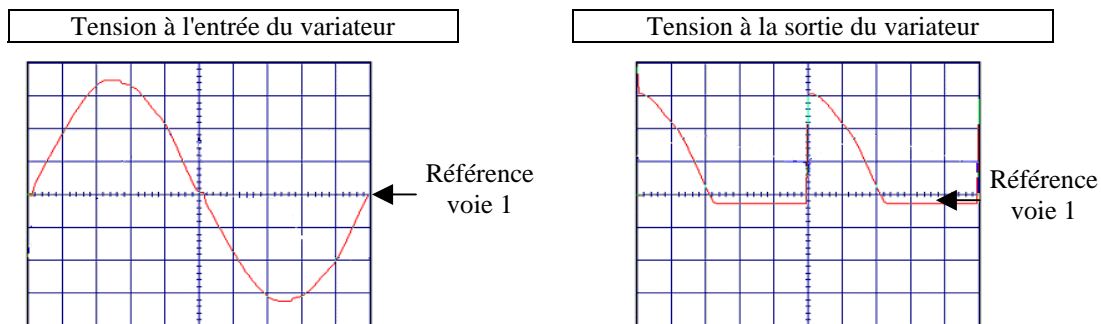 Tension à l'entrée du variateur
Tension à la sortie du variateur
Référence
voie 1
Référence
voie 1